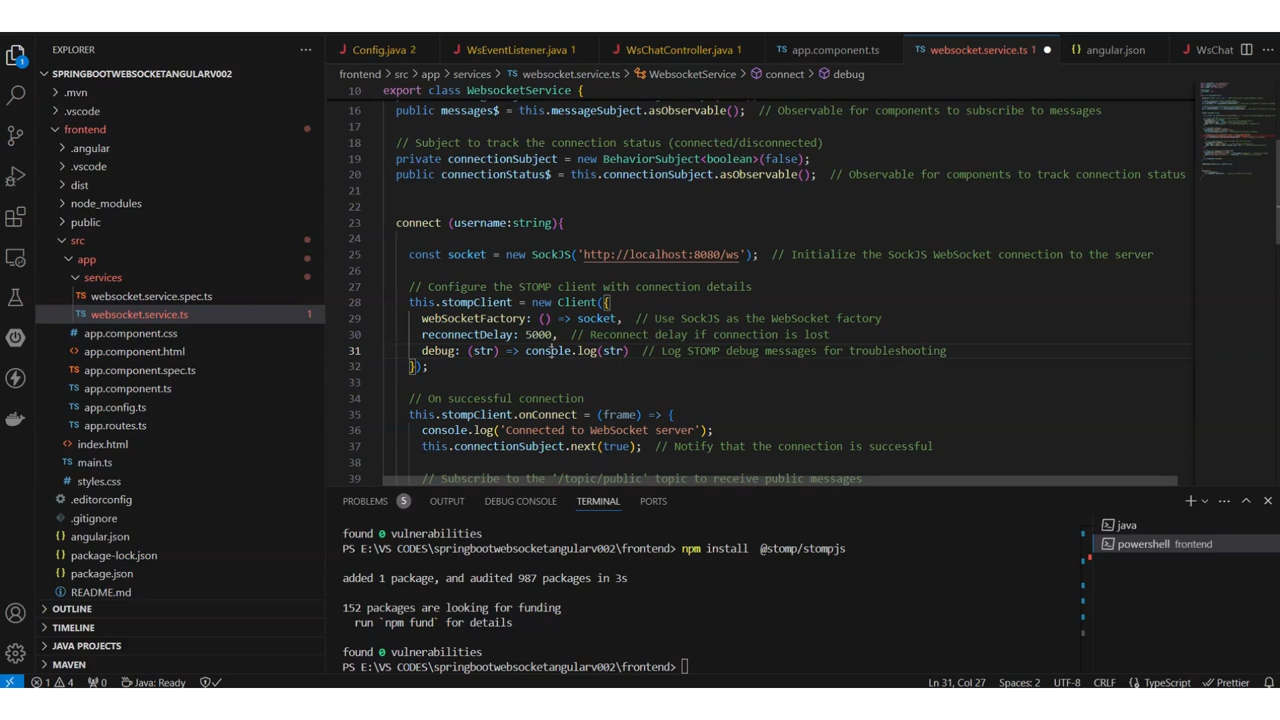 EXPLORER
SPRINGBOOTWEBSOCKETANGULARV002
.mvn
.vscode
frontend
.angular
.vscode
dist
node_modules
public
src
app
services
websocket.service.spec.ts
websocket.service.ts 1
app.component.css
app.component.html
app.component.spec.ts
app.component.ts
app.config.ts
app.routes.ts
index.html
main.ts
styles.css
.editorconfig
.gitignore
angular.json
package-lock.json
package.json
README.md
OUTLINE
TIMELINE
JAVA PROJECTS
MAVEN
Config.java 2 WsEventListener.java 1 WsChatController.java 1 app.component.ts websocket.service.ts 1 angular.json WsChat
frontend > src > app > services > websocket.service.ts > WebsocketService > connect > debug
10 export class WebsocketService {
16 public messages$ = this.messageSubject.asObservable(); // Observable for components to subscribe to messages
17
18 // Subject to track the connection status (connected/disconnected)
19 private connectionSubject = new BehaviorSubject<boolean>(false);
20 public connectionStatus$ = this.connectionSubject.asObservable(); // Observable for components to track connection status
21
22
23 connect (username:string){
24
25 const socket = new SockJS('http://localhost:8080/ws'); // Initialize the SockJS WebSocket connection to the server
26
27 // Configure the STOMP client with connection details
28 this.stompClient = new Client({
29 webSocketFactory: () => socket, // Use SockJS as the WebSocket factory
30 reconnectDelay: 5000, // Reconnect delay if connection is lost
31 debug: (str) => console.log(str) // Log STOMP debug messages for troubleshooting
32 });
33
34 // On successful connection
35 this.stompClient.onConnect = (frame) => {
36 console.log('Connected to WebSocket server');
37 this.connectionSubject.next(true); // Notify that the connection is successful
38
39 // Subscribe to the '/topic/public' topic to receive public messages
PROBLEMS 5 OUTPUT DEBUG CONSOLE TERMINAL PORTS
found 0 vulnerabilities
PS E:\VS CODES\springbootwebsocketangularv002\frontend> npm install @stomp/stompjs
added 1 package, and audited 987 packages in 3s
152 packages are looking for funding
run `npm fund` for details
found 0 vulnerabilities
PS E:\VS CODES\springbootwebsocketangularv002\frontend>
java
powershell frontend
1 4 0 Java: Ready Ln 31, Col 27 Spaces: 2 UTF-8 CRLF TypeScript Prettier